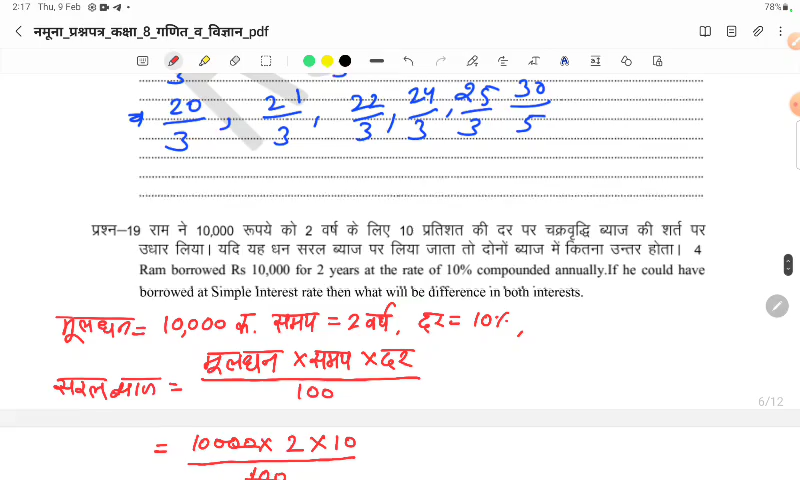 2:17 Thu, 9 Feb
78%
नमूना_प्रश्नपत्र_कक्षा_8_गणित_व_विज्ञान_pdf
20/3, 21/3, 22/3, 24/3, 25/3 30/5
प्रश्न–19 राम ने 10,000 रूपये को 2 वर्ष के लिए 10 प्रतिशत की दर पर चक्रवृद्धि ब्याज की शर्त पर
उधार लिया। यदि यह धन सरल ब्याज पर लिया जाता तो दोनों ब्याज में कितना उन्तर होता। 4
Ram borrowed Rs 10,000 for 2 years at the rate of 10% compounded annually.If he could have
borrowed at Simple Interest rate then what will be difference in both interests.
मूलधन = 10,000 रू. समय = 2 वर्ष, दर = 10%,
सरल ब्याज = मूलधन × समय × दर / 100
6/12
= 10000 × 2 × 10 / 100